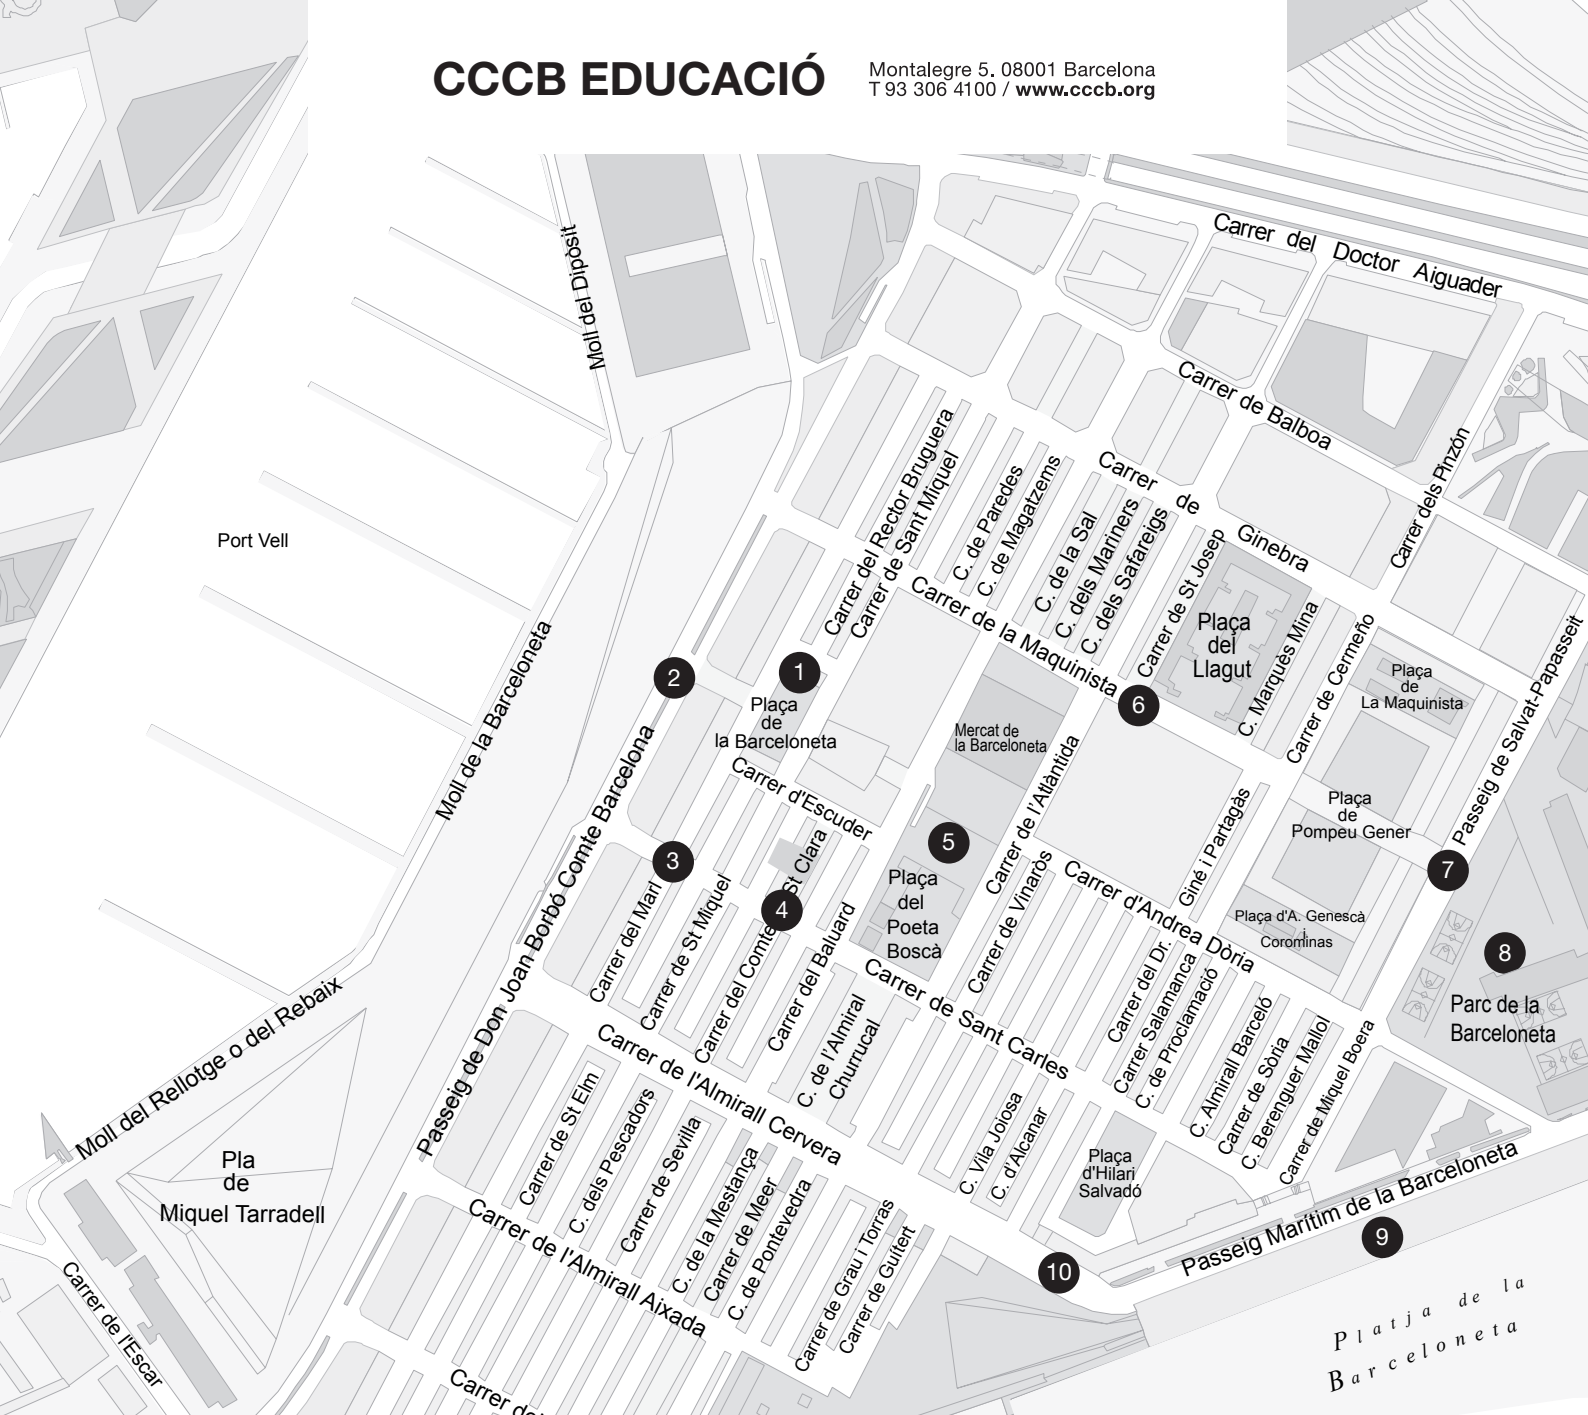 CCCB EDUCACIÓ
Montalegre 5. 08001 Barcelona
T 93 306 4100 / www.cccb.org
Carrer del Doctor Aiguader
Moll del Dipòsit
Carrer de Balboa
Carrer dels Pinzón
Carrer del Rector Bruguera
Carrer de Sant Miquel
C. de Paredes
C. de Magatzems
C. de la Sal
C. dels Mariners
C. dels Safareigs
Carrer de Ginebra
Carrer de St Josep
Port Vell
Carrer de la Maquinista
Plaça
del
Llagut
C. Marquès Mina
Carrer de Cermeño
Plaça
de
La Maquinista
Passeig de Salvat-Papasseit
Moll de la Barceloneta
1
2
Plaça
de
la Barceloneta
6
Mercat de
la Barceloneta
Carrer de l'Atlàntida
Carrer d'Escuder
Plaça
de
Pompeu Gener
Giné i Partagàs
3
4
5
7
Passeig de Don Joan Borbó Comte Barcelona
Carrer del Marl
Carrer de St Miquel
Carrer del Comte
St Clara
Carrer del Baluard
Plaça
del
Poeta
Boscà
Carrer de Vinaròs
Carrer d'Andrea Dòria
Plaça d'A. Genescà
i
Corominas
8
Parc de la
Barceloneta
Carrer de Sant Carles
C. de l'Almiral
Churrucal
Carrer del Dr.
Carrer Salamanca
C. de Proclamació
C. Almirall Barceló
Carrer de Sòria
C. Berenguer Mallol
Carrer de Miquel Boera
Moll del Rellotge o del Rebaix
Carrer de l'Almirall Cervera
Carrer de St Elm
C. dels Pescadors
Carrer de Sevilla
C. de la Mestança
Carrer de Meer
C. de Pontevedra
C. Vila Joiosa
C. d'Alcanar
Plaça
d'Hilari
Salvadó
Pla
de
Miquel Tarradell
Carrer de l'Almirall Aixada
Carrer de Grau i Torras
Carrer de Guítert
Passeig Marítim de la Barceloneta
9
10
Carrer de l'Escar
Platja de la
Barceloneta
Carrer de